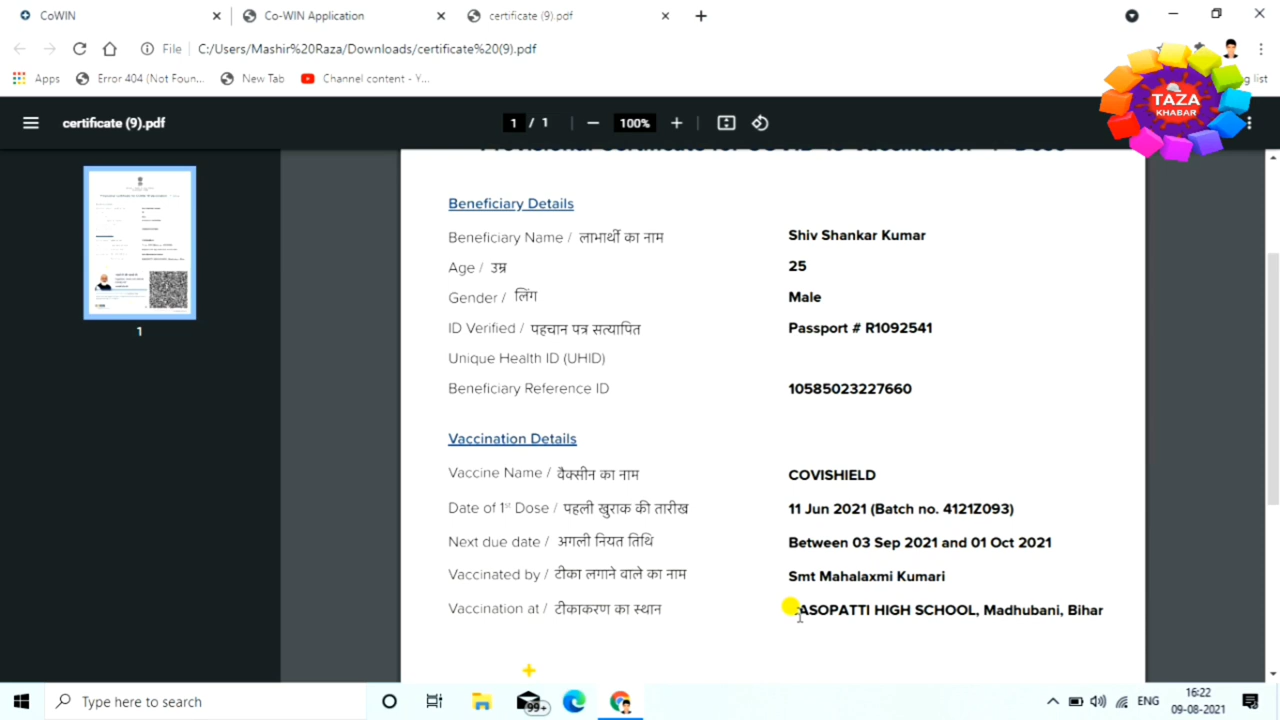 CoWIN
Co-WIN Application
certificate (9).pdf
File C:/Users/Mashir%20Raza/Downloads/certificate%20(9).pdf
Apps Error 404 (Not Foun... New Tab Channel content - Y...
TAZA
KHABAR
certificate (9).pdf 1 / 1 100%
Beneficiary Details
Beneficiary Name / लाभार्थी का नाम Shiv Shankar Kumar
Age / उम्र 25
Gender / लिंग Male
ID Verified / पहचान पत्र सत्यापित Passport # R1092541
Unique Health ID (UHID)
Beneficiary Reference ID 10585023227660
Vaccination Details
Vaccine Name / वैक्सीन का नाम COVISHIELD
Date of 1st Dose / पहली खुराक की तारीख 11 Jun 2021 (Batch no. 4121Z093)
Next due date / अगली नियत तिथि Between 03 Sep 2021 and 01 Oct 2021
Vaccinated by / टीका लगाने वाले का नाम Smt Mahalaxmi Kumari
Vaccination at / टीकाकरण का स्थान HIGH SCHOOL, Madhubani, Bihar
1
Type here to search
99+
ENG
16:22
09-08-2021